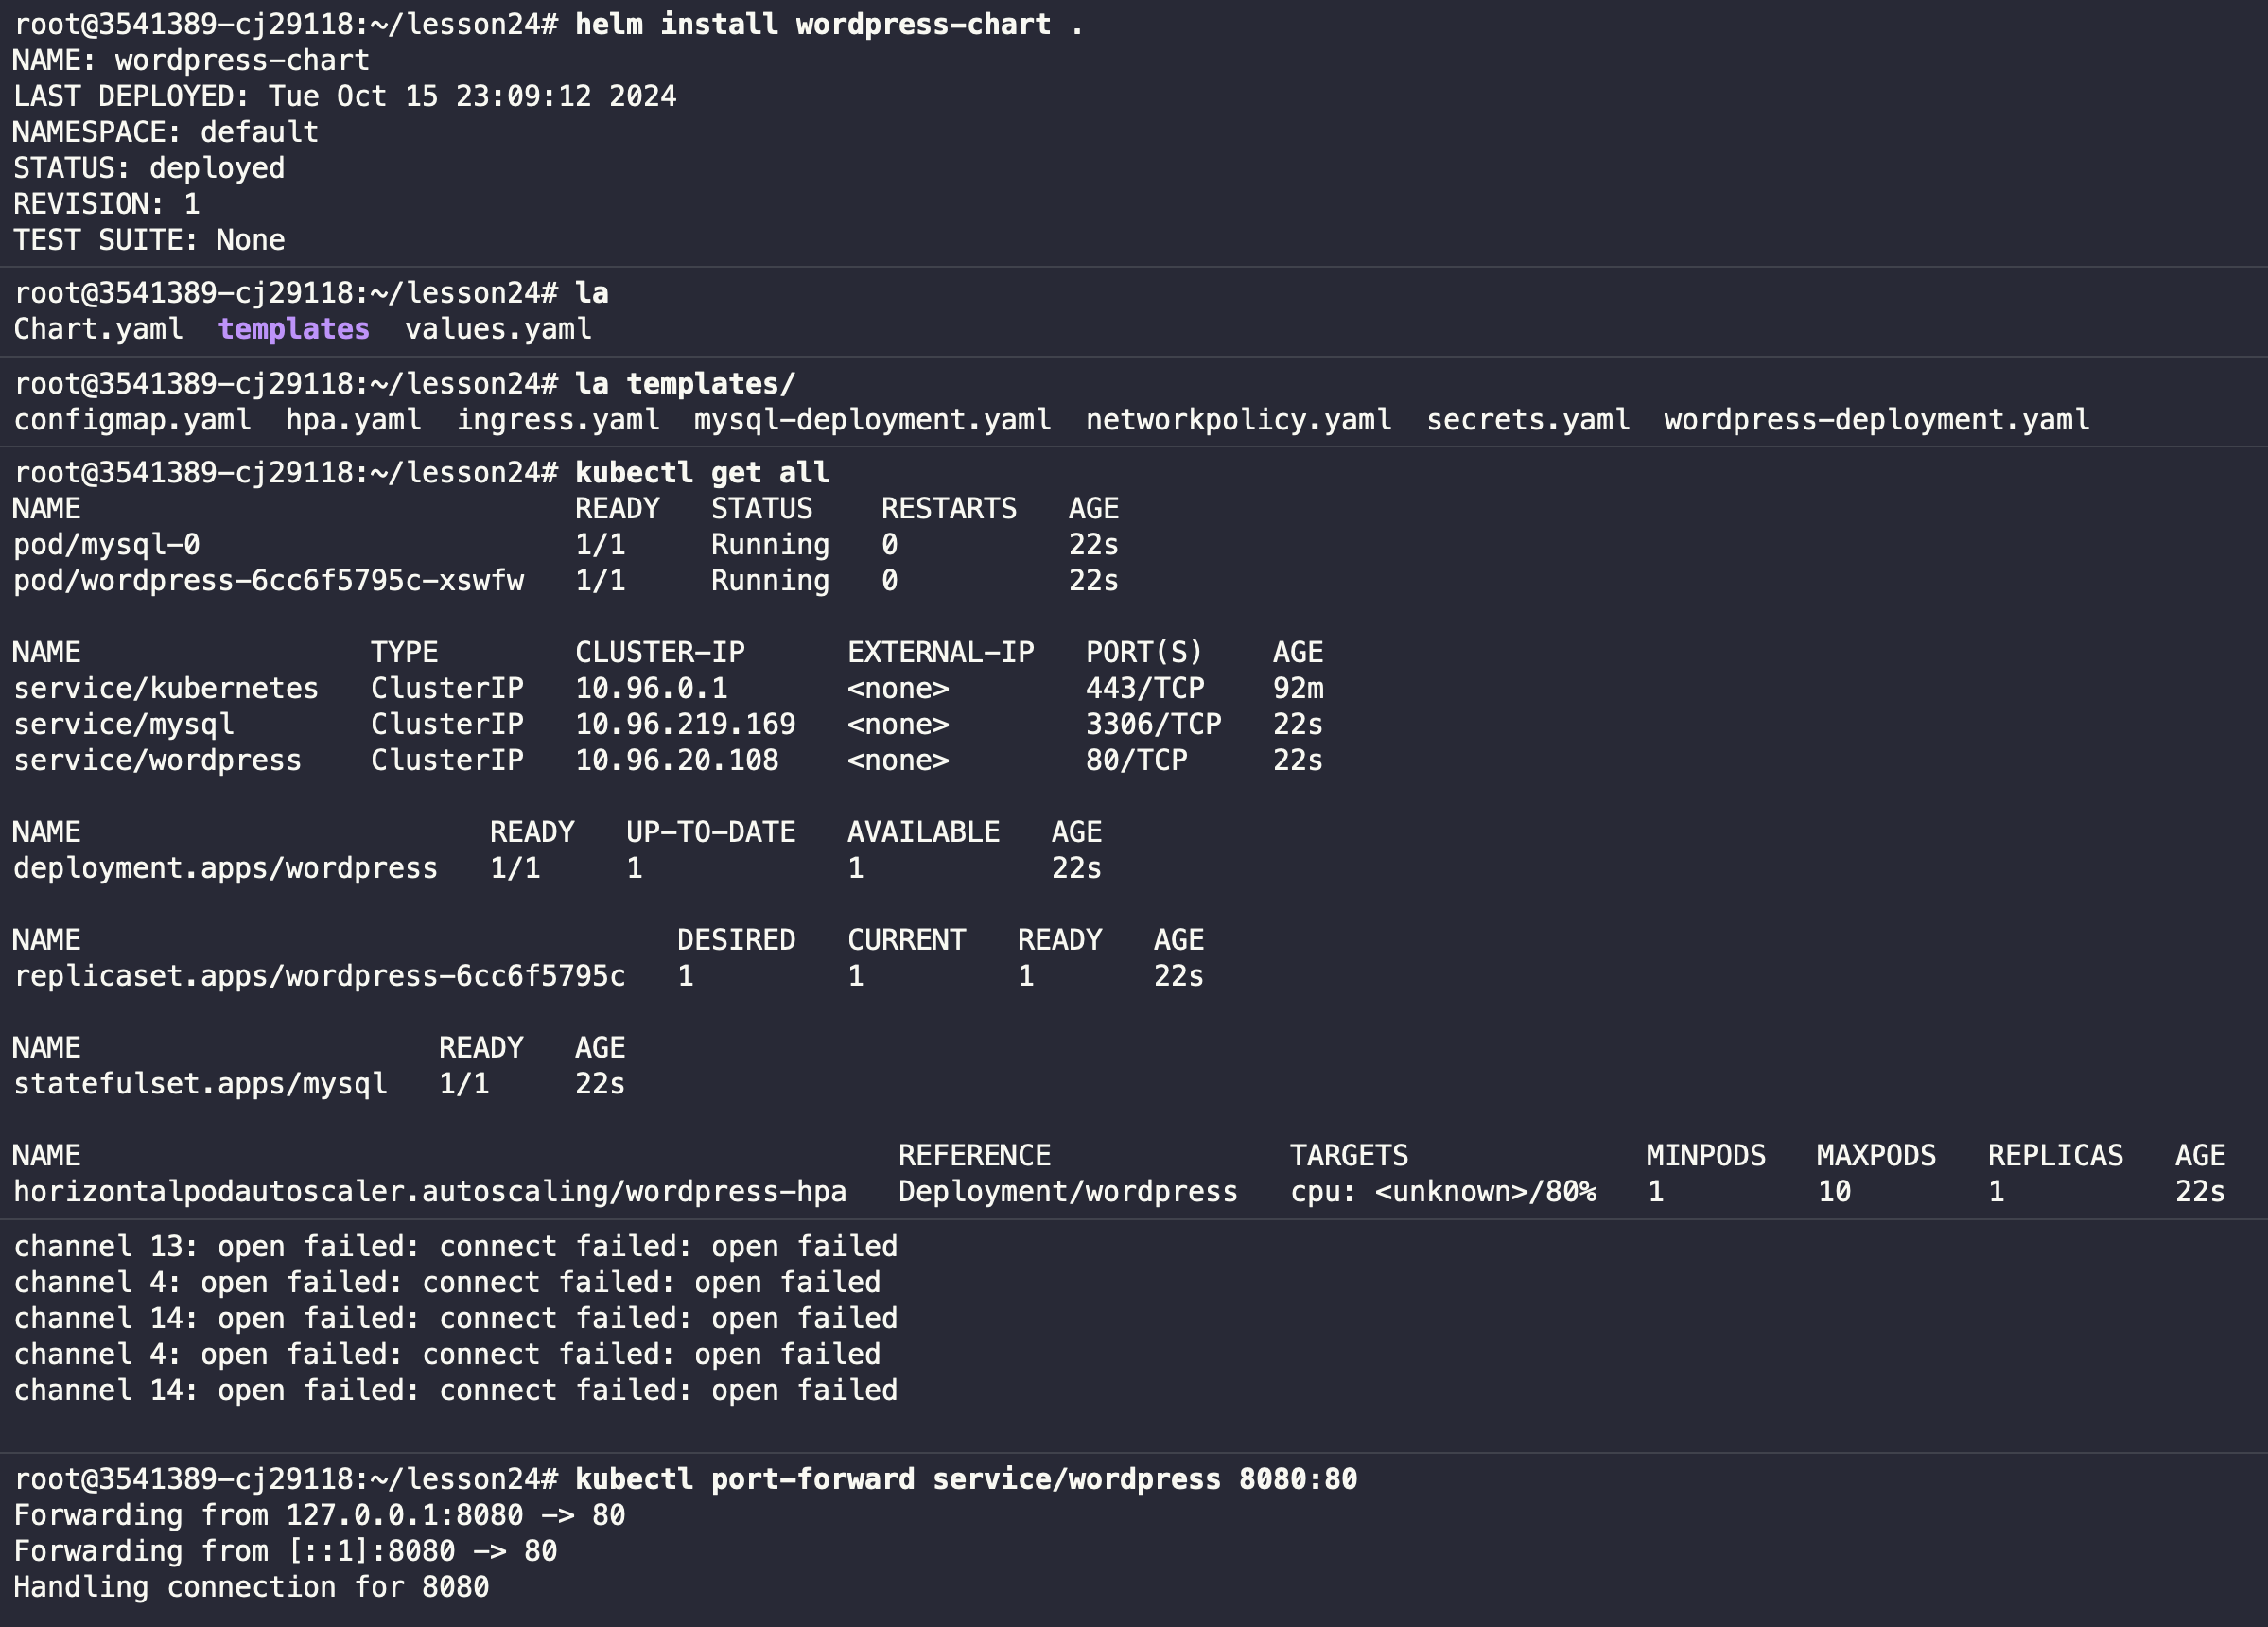 root@3541389-cj29118:~/lesson24# helm install wordpress-chart .
NAME: wordpress-chart
LAST DEPLOYED: Tue Oct 15 23:09:12 2024
NAMESPACE: default
STATUS: deployed
REVISION: 1
TEST SUITE: None
root@3541389-cj29118:~/lesson24# la
Chart.yaml  templates  values.yaml
root@3541389-cj29118:~/lesson24# la templates/
configmap.yaml  hpa.yaml  ingress.yaml  mysql-deployment.yaml  networkpolicy.yaml  secrets.yaml  wordpress-deployment.yaml
root@3541389-cj29118:~/lesson24# kubectl get all
NAME                             READY   STATUS    RESTARTS   AGE
pod/mysql-0                      1/1     Running   0          22s
pod/wordpress-6cc6f5795c-xswfw   1/1     Running   0          22s
NAME                 TYPE        CLUSTER-IP      EXTERNAL-IP   PORT(S)    AGE
service/kubernetes   ClusterIP   10.96.0.1       <none>        443/TCP    92m
service/mysql        ClusterIP   10.96.219.169   <none>        3306/TCP   22s
service/wordpress    ClusterIP   10.96.20.108    <none>        80/TCP     22s
NAME                        READY   UP-TO-DATE   AVAILABLE   AGE
deployment.apps/wordpress   1/1     1            1           22s
NAME                                   DESIRED   CURRENT   READY   AGE
replicaset.apps/wordpress-6cc6f5795c   1         1         1       22s
NAME                     READY   AGE
statefulset.apps/mysql   1/1     22s
NAME                                                REFERENCE              TARGETS              MINPODS   MAXPODS   REPLICAS   AGE
horizontalpodautoscaler.autoscaling/wordpress-hpa   Deployment/wordpress   cpu: <unknown>/80%   1         10        1          22s
channel 13: open failed: connect failed: open failed
channel 4: open failed: connect failed: open failed
channel 14: open failed: connect failed: open failed
channel 4: open failed: connect failed: open failed
channel 14: open failed: connect failed: open failed
root@3541389-cj29118:~/lesson24# kubectl port-forward service/wordpress 8080:80
Forwarding from 127.0.0.1:8080 -> 80
Forwarding from [::1]:8080 -> 80
Handling connection for 8080